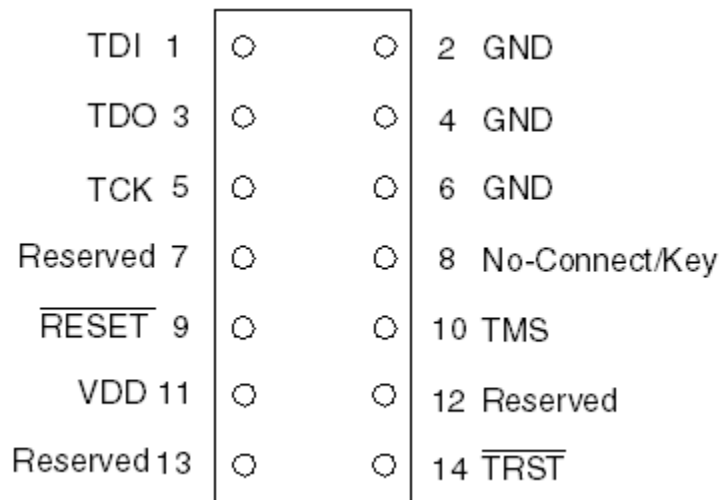 TDI 1 2 GND
TDO 3 4 GND
TCK 5 6 GND
Reserved 7 8 No-Connect/Key
RESET 9 10 TMS
VDD 11 12 Reserved
Reserved 13 14 TRST